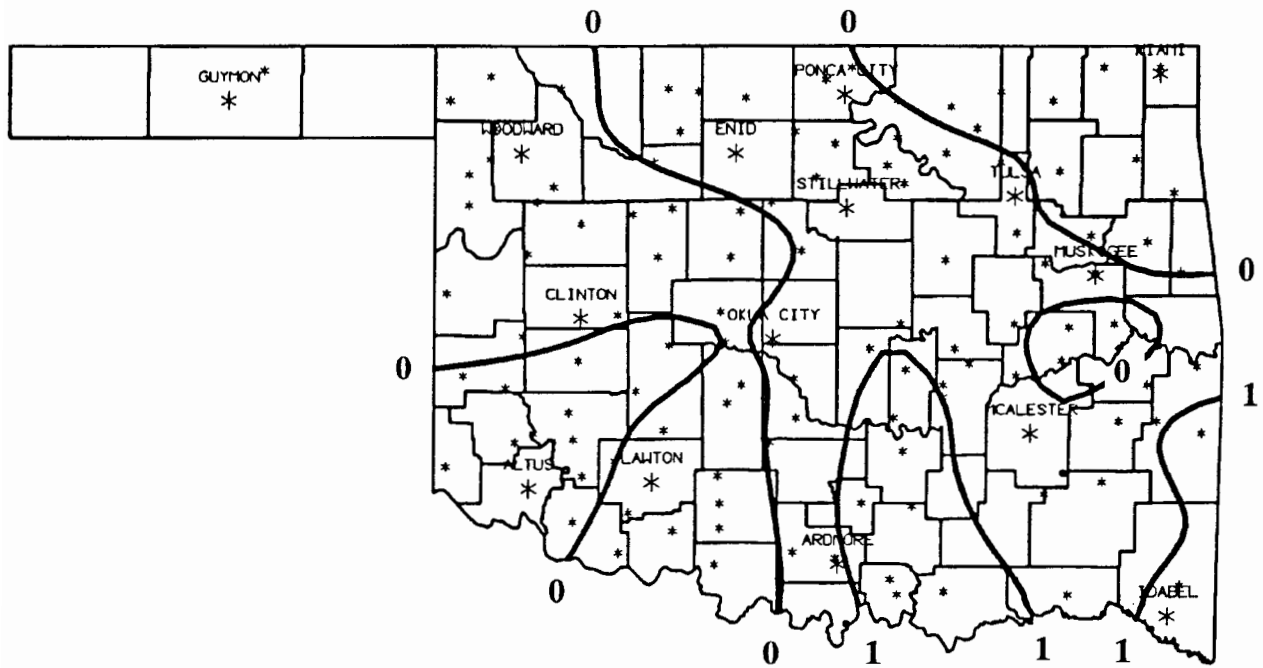 0 0
MIAMI
PONCA CITY
GUYMON
WOODWARD
ENID
TULSA
STILLWATER
MUSKOGEE
0
CLINTON
OKLA CITY
0
0
1
MCALESTER
LAWTON
ALTUS
ARDMORE
0
IDABEL
0 1 1 1